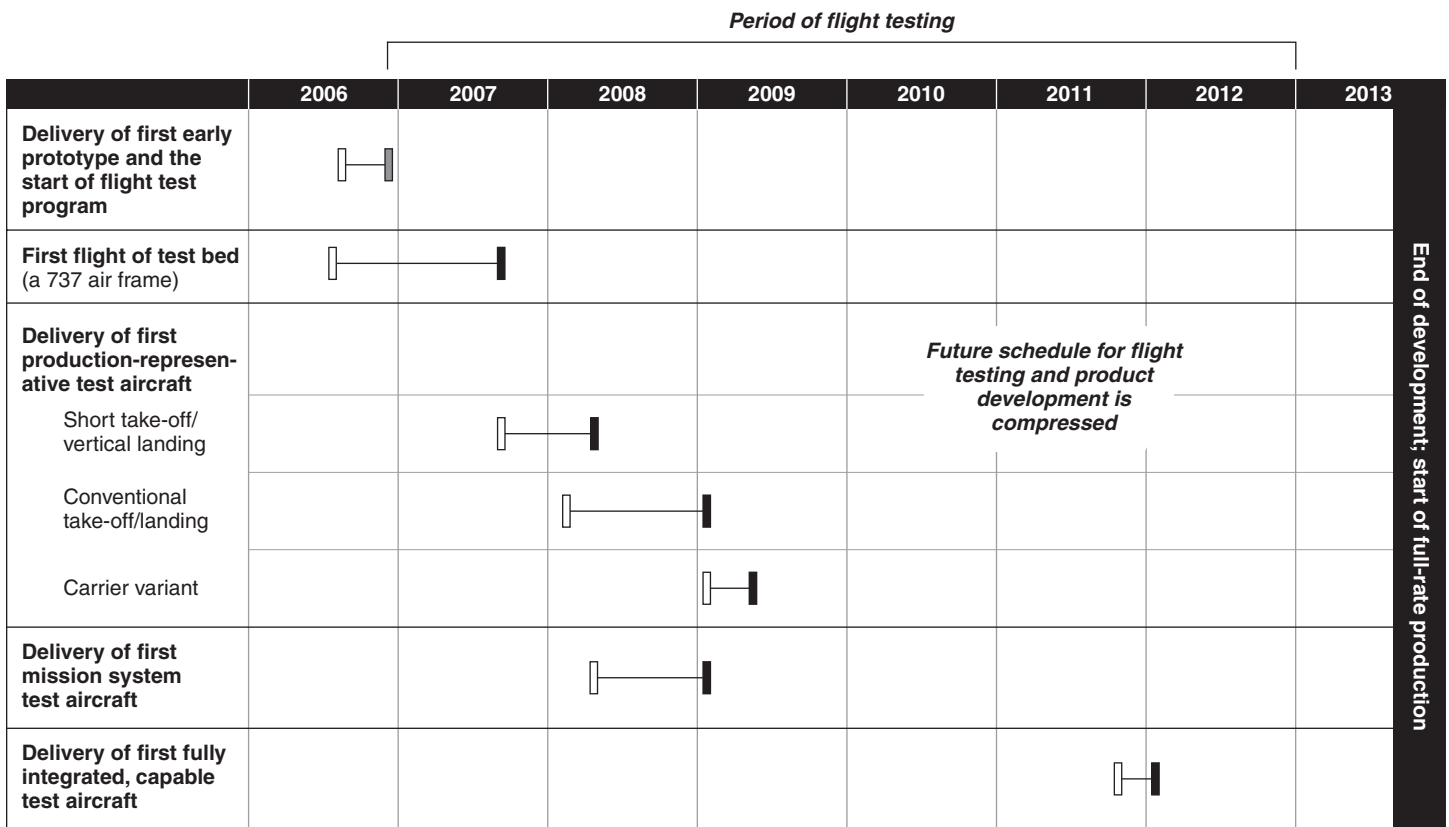 Period of flight testing
2006 2007 2008 2009 2010 2011 2012 2013
Delivery of first early
prototype and the
start of flight test
program
First flight of test bed
(a 737 air frame)
Delivery of first
production-represen-
ative test aircraft
Short take-off/
vertical landing
Conventional
take-off/landing
Carrier variant
Delivery of first
mission system
test aircraft
Delivery of first fully
integrated, capable
test aircraft
Future schedule for flight
testing and product
development is
compressed
End of development; start of full-rate production